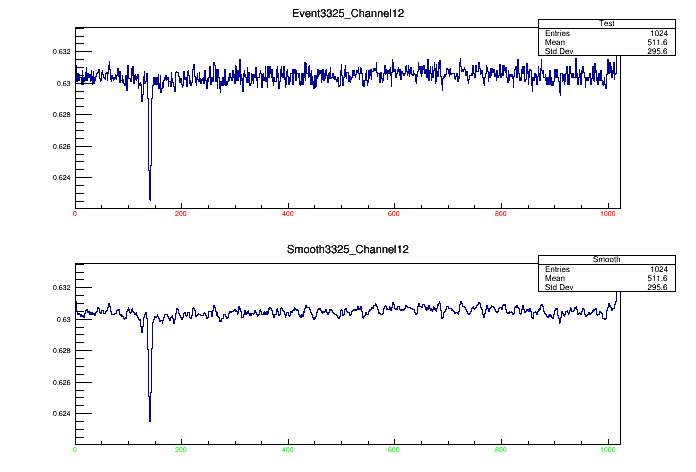 Event3325_Channel12
Test
Entries 1024
Mean 511.6
Std Dev 295.6
0.632
0.63
0.628
0.626
0.624
0 200 400 600 800 1000
Smooth3325_Channel12
Smooth
Entries 1024
Mean 511.6
Std Dev 295.6
0.632
0.63
0.628
0.626
0.624
0 200 400 600 800 1000